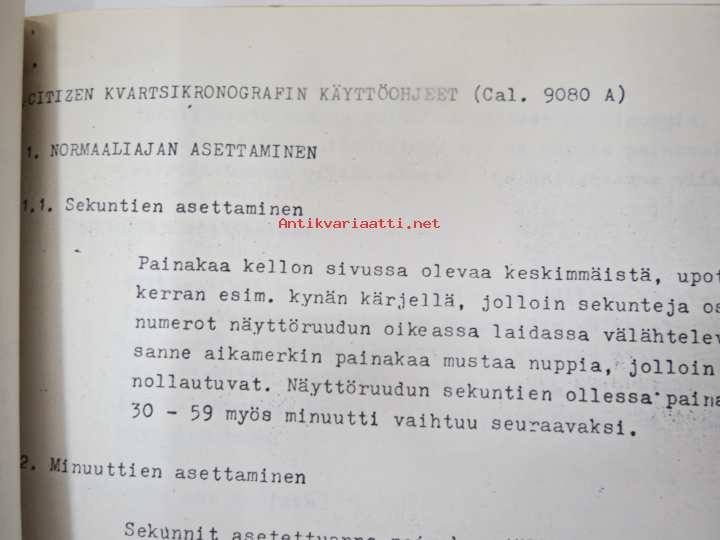 CITIZEN KVARTSIKRONOGRAFIN KÄYTTÖOHJEET (Cal. 9080 A)
1. NORMAALIAJAN ASETTAMINEN
1.1. Sekuntien asettaminen
Antikvariaatti.net
Painakaa kellon sivussa olevaa keskimmäistä, upot
kerran esim. kynän kärjellä, jolloin sekunteja os
numerot näyttöruudun oikeassa laidassa välähtelev
sanne aikamerkin painakaa mustaa nuppia, jolloin
nollautuvat. Näyttöruudun sekuntien ollessa paina
30 - 59 myös minuutti vaihtuu seuraavaksi.
2. Minuuttien asettaminen
Sekunnit asetettuanne